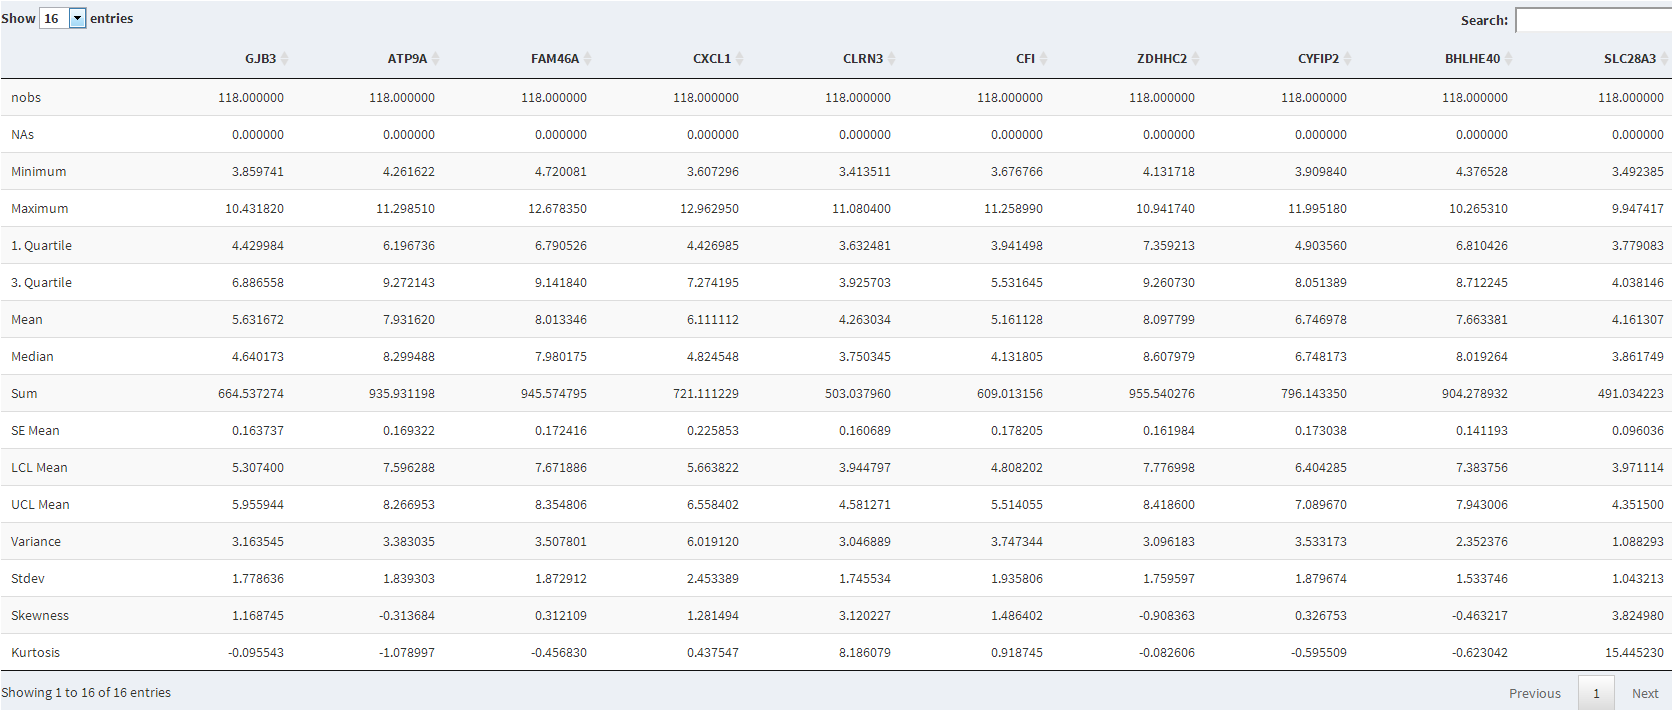 Show 16 entries Search:
GJB3 ATP9A FAM46A CXCL1 CLRN3 CFI ZDHHC2 CYFIP2 BHLHE40 SLC28A3
nobs 118.000000 118.000000 118.000000 118.000000 118.000000 118.000000 118.000000 118.000000 118.000000 118.000000
NAs 0.000000 0.000000 0.000000 0.000000 0.000000 0.000000 0.000000 0.000000 0.000000 0.000000
Minimum 3.859741 4.261622 4.720081 3.607296 3.413511 3.676766 4.131718 3.909840 4.376528 3.492385
Maximum 10.431820 11.298510 12.678350 12.962950 11.080400 11.258990 10.941740 11.995180 10.265310 9.947417
1. Quartile 4.429984 6.196736 6.790526 4.426985 3.632481 3.941498 7.359213 4.903560 6.810426 3.779083
3. Quartile 6.886558 9.272143 9.141840 7.274195 3.925703 5.531645 9.260730 8.051389 8.712245 4.038146
Mean 5.631672 7.931620 8.013346 6.111112 4.263034 5.161128 8.097799 6.746978 7.663381 4.161307
Median 4.640173 8.299488 7.980175 4.824548 3.750345 4.131805 8.607979 6.748173 8.019264 3.861749
Sum 664.537274 935.931198 945.574795 721.111229 503.037960 609.013156 955.540276 796.143350 904.278932 491.034223
SE Mean 0.163737 0.169322 0.172416 0.225853 0.160689 0.178205 0.161984 0.173038 0.141193 0.096036
LCL Mean 5.307400 7.596288 7.671886 5.663822 3.944797 4.808202 7.776998 6.404285 7.383756 3.971114
UCL Mean 5.955944 8.266953 8.354806 6.558402 4.581271 5.514055 8.418600 7.089670 7.943006 4.351500
Variance 3.163545 3.383035 3.507801 6.019120 3.046889 3.747344 3.096183 3.533173 2.352376 1.088293
Stdev 1.778636 1.839303 1.872912 2.453389 1.745534 1.935806 1.759597 1.879674 1.533746 1.043213
Skewness 1.168745 -0.313684 0.312109 1.281494 3.120227 1.486402 -0.908363 0.326753 -0.463217 3.824980
Kurtosis -0.095543 -1.078997 -0.456830 0.437547 8.186079 0.918745 -0.082606 -0.595509 -0.623042 15.445230
Showing 1 to 16 of 16 entries Previous 1 Next